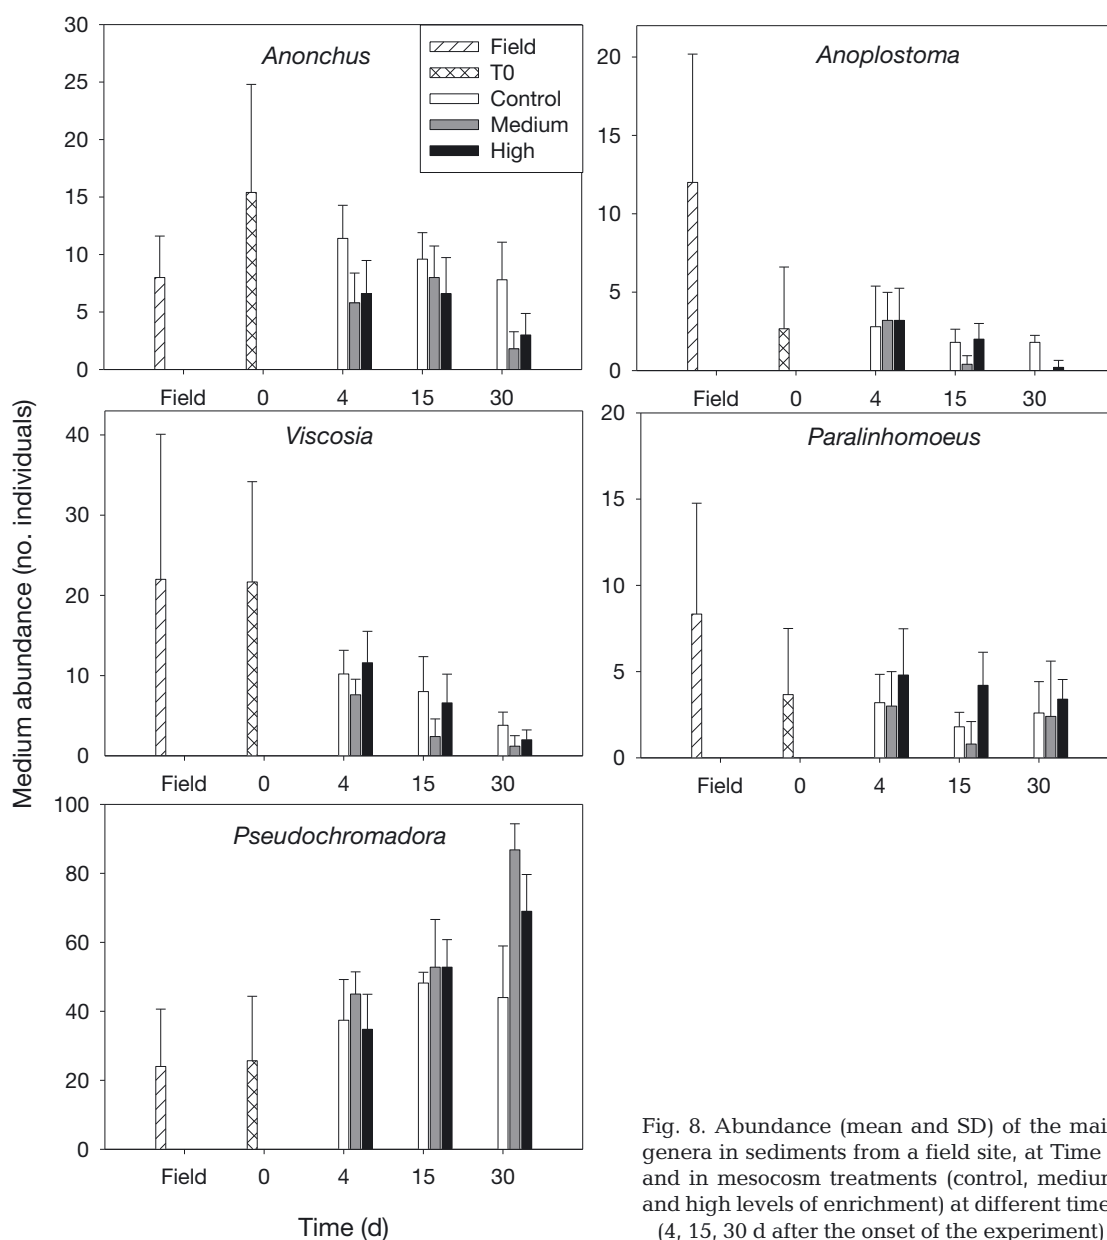 Medium abundance (no. individuals)
Anonchus
Field
T0
Control
Medium
High
30
25
20
15
10
5
0
Field 0 4 15 30
Anoplostoma
20
15
10
5
0
Field 0 4 15 30
Viscosia
40
30
20
10
0
Field 0 4 15 30
Paralinhomoeus
20
15
10
5
0
Field 0 4 15 30
Pseudochromadora
100
80
60
40
20
0
Field 0 4 15 30
Time (d)
Fig. 8. Abundance (mean and SD) of the mai
genera in sediments from a field site, at Time
and in mesocosm treatments (control, medium
and high levels of enrichment) at different time
(4, 15, 30 d after the onset of the experiment)